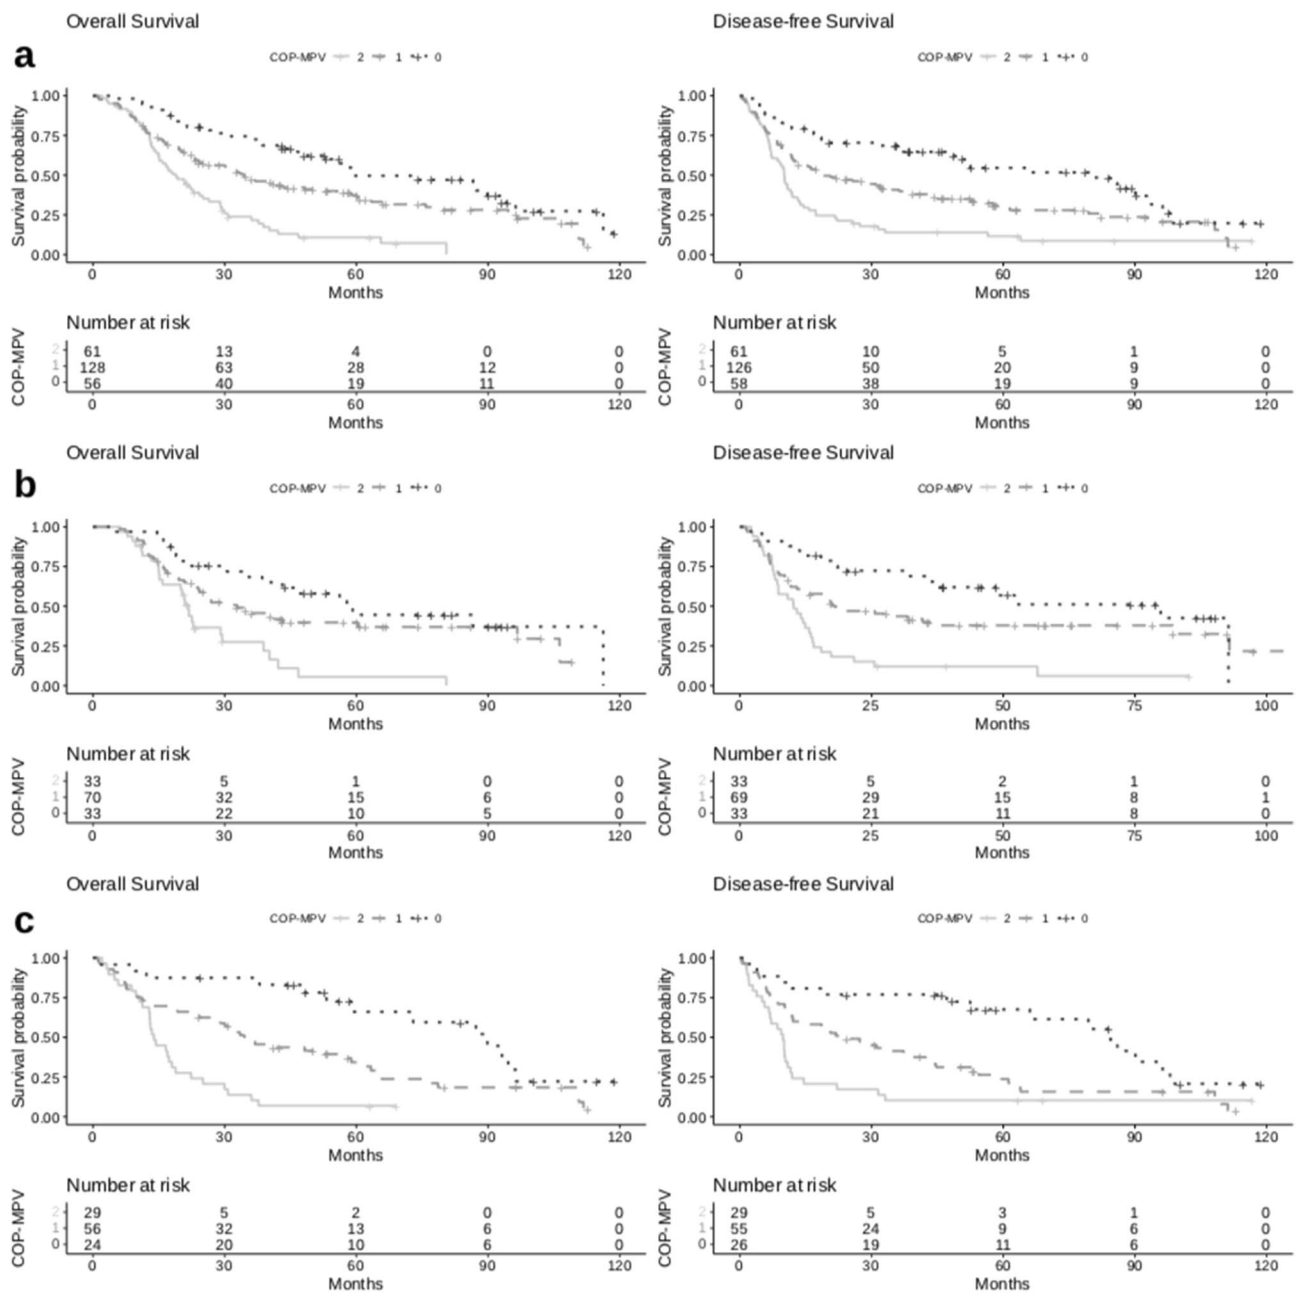 Overall Survival
a
COP-MPV 2 1 0
Survival probability
1.00
0.75
0.50
0.25
0.00
0 30 60 90 120
Months
Number at risk
COP-MPV
2 61 13 4 0 0
1 128 63 28 12 0
0 56 40 19 11 0
0 30 60 90 120
Months
Disease-free Survival
COP-MPV 2 1 0
Survival probability
1.00
0.75
0.50
0.25
0.00
0 30 60 90 120
Months
Number at risk
COP-MPV
2 61 10 5 1 0
1 126 50 20 9 0
0 58 38 19 9 0
0 30 60 90 120
Months
Overall Survival
b
COP-MPV 2 1 0
Survival probability
1.00
0.75
0.50
0.25
0.00
0 30 60 90 120
Months
Number at risk
COP-MPV
2 33 5 1 0 0
1 70 32 15 6 0
0 33 22 10 5 0
0 30 60 90 120
Months
Disease-free Survival
COP-MPV 2 1 0
Survival probability
1.00
0.75
0.50
0.25
0.00
0 25 50 75 100
Months
Number at risk
COP-MPV
2 33 5 2 1 0
1 69 29 15 8 1
0 33 21 11 8 0
0 25 50 75 100
Months
Overall Survival
c
COP-MPV 2 1 0
Survival probability
1.00
0.75
0.50
0.25
0.00
0 30 60 90 120
Months
Number at risk
COP-MPV
2 29 5 2 0 0
1 56 32 13 6 0
0 24 20 10 6 0
0 30 60 90 120
Months
Disease-free Survival
COP-MPV 2 1 0
Survival probability
1.00
0.75
0.50
0.25
0.00
0 30 60 90 120
Months
Number at risk
COP-MPV
2 29 5 3 1 0
1 55 24 9 6 0
0 26 19 11 6 0
0 30 60 90 120
Months